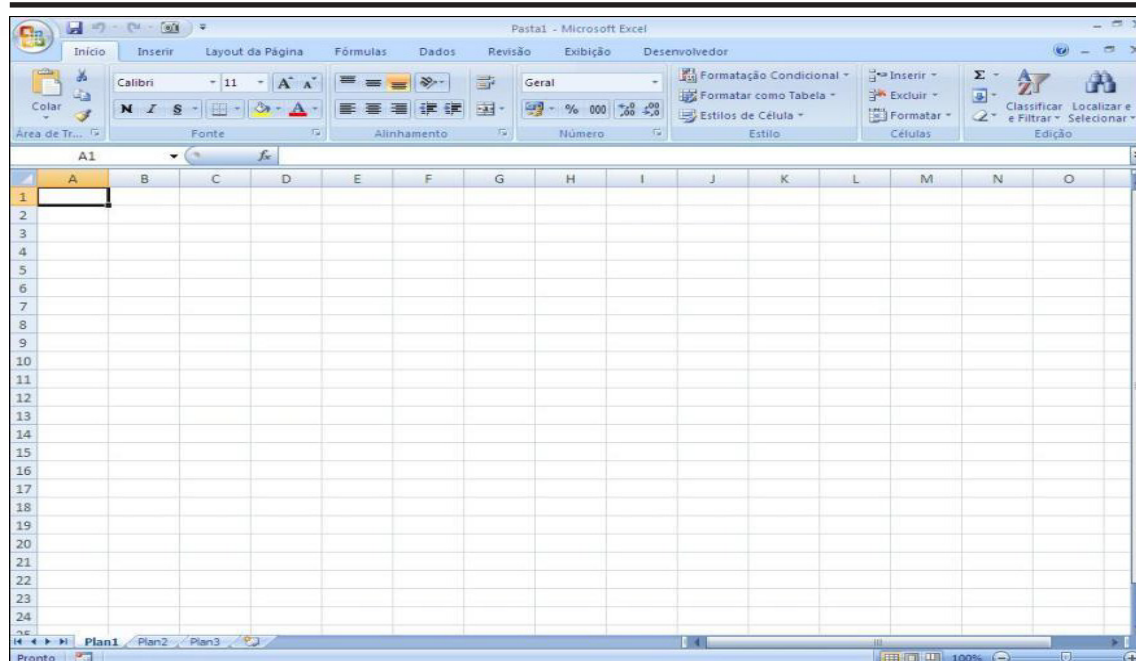 Pasta1 - Microsoft Excel
Início Inserir Layout da Página Fórmulas Dados Revisão Exibição Desenvolvedor
Colar
Calibri 11 A A
N I S A
Geral
% 000 ,00 ,0
Formatação Condicional
Formatar como Tabela
Estilos de Célula
Inserir
Excluir
Formatar
Σ
Classificar e Filtrar
Localizar e Selecionar
Área de Tr... Fonte Alinhamento Número Estilo Células Edição
A1 fx
A B C D E F G H I J K L M N O
1
2
3
4
5
6
7
8
9
10
11
12
13
14
15
16
17
18
19
20
21
22
23
24
25
Plan1 Plan2 Plan3
Pronto 100%